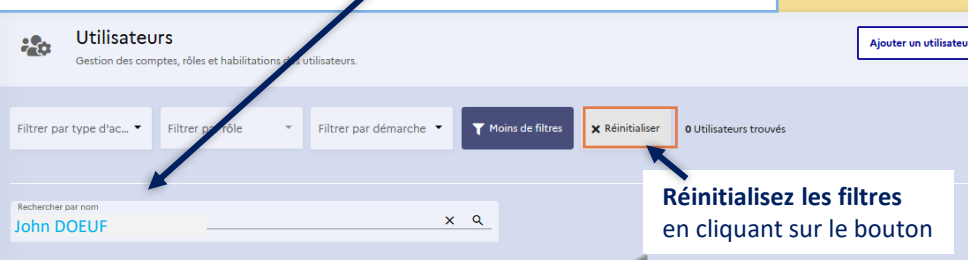 Utilisateurs
Gestion des comptes, rôles et habilitations des utilisateurs.
Ajouter un utilisateu
Filtrer par type d'ac...
Filtrer par rôle
Filtrer par démarche
Moins de filtres
Réinitialiser
0 Utilisateurs trouvés
Rechercher par nom
John DOEUF
Réinitialisez les filtres
en cliquant sur le bouton